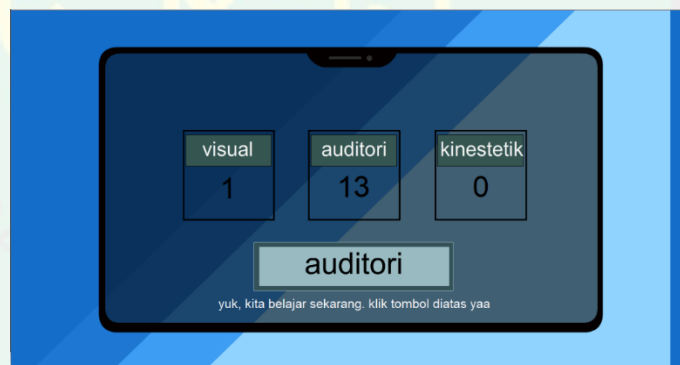 visual auditori kinestetik
1 13 0
auditori
yuk, kita belajar sekarang. klik tombol diatas yaa